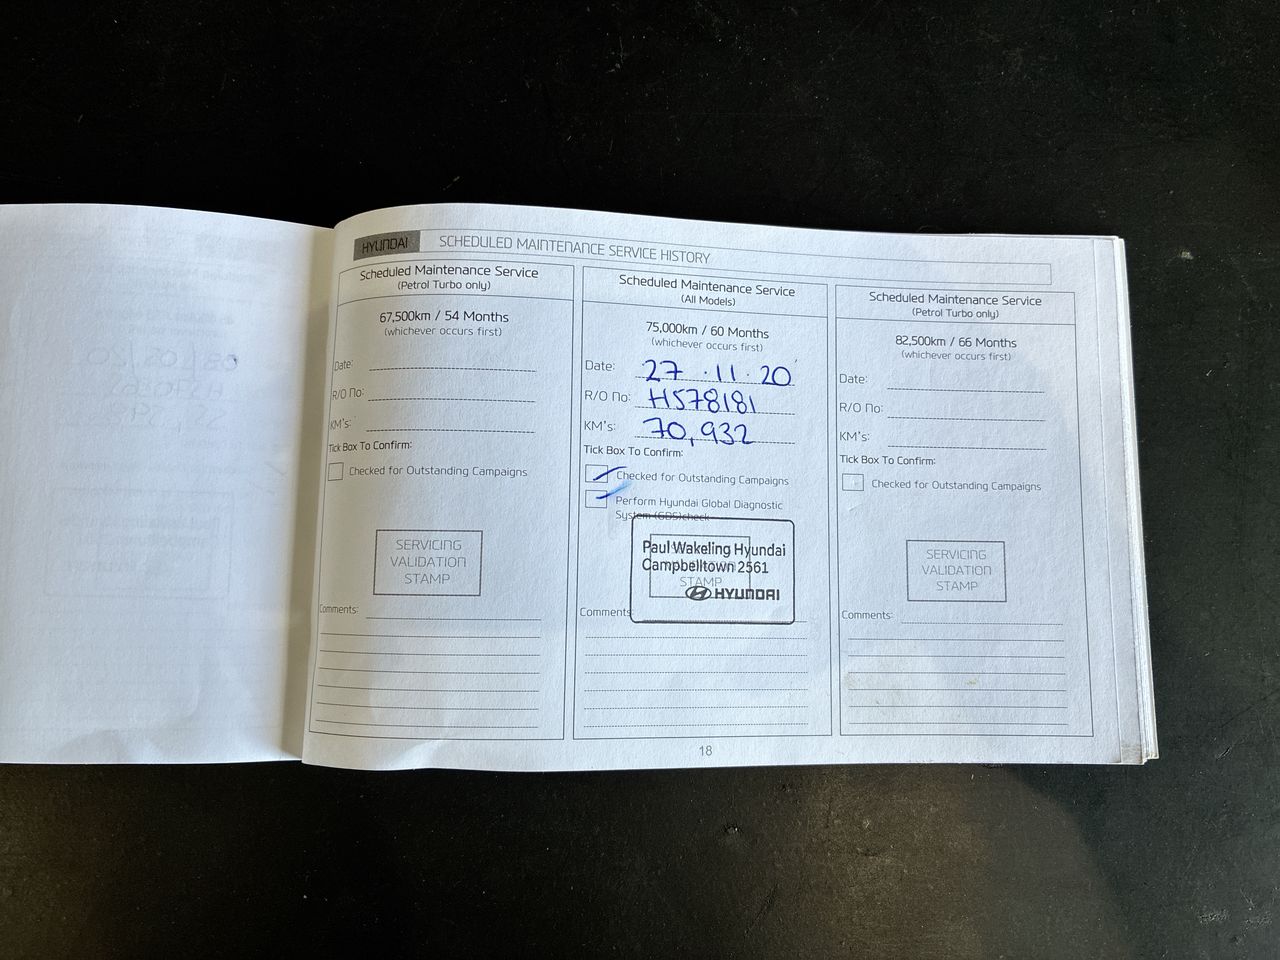 HYUNDAI SCHEDULED MAINTENANCE SERVICE HISTORY
Scheduled Maintenance Service
(Petrol Turbo only)
67,500km / 54 Months
(whichever occurs first)
Date:
R/O No:
KM's:
Tick Box To Confirm:
Checked for Outstanding Campaigns
SERVICING
VALIDATION
STAMP
Comments:
Scheduled Maintenance Service
(All Models)
75,000km / 60 Months
(whichever occurs first)
Date: 27.11.20
R/O No: H578181
KM's: 70,932
Tick Box To Confirm:
Checked for Outstanding Campaigns
Perform Hyundai Global Diagnostic
System (GDS)check
Paul Wakeling Hyundai
Campbelltown 2561
STAMP
HYUNDAI
Comments
Scheduled Maintenance Service
(Petrol Turbo only)
82,500km / 66 Months
(whichever occurs first)
Date:
R/O No:
KM's:
Tick Box To Confirm:
Checked for Outstanding Campaigns
SERVICING
VALIDATION
STAMP
Comments:
18